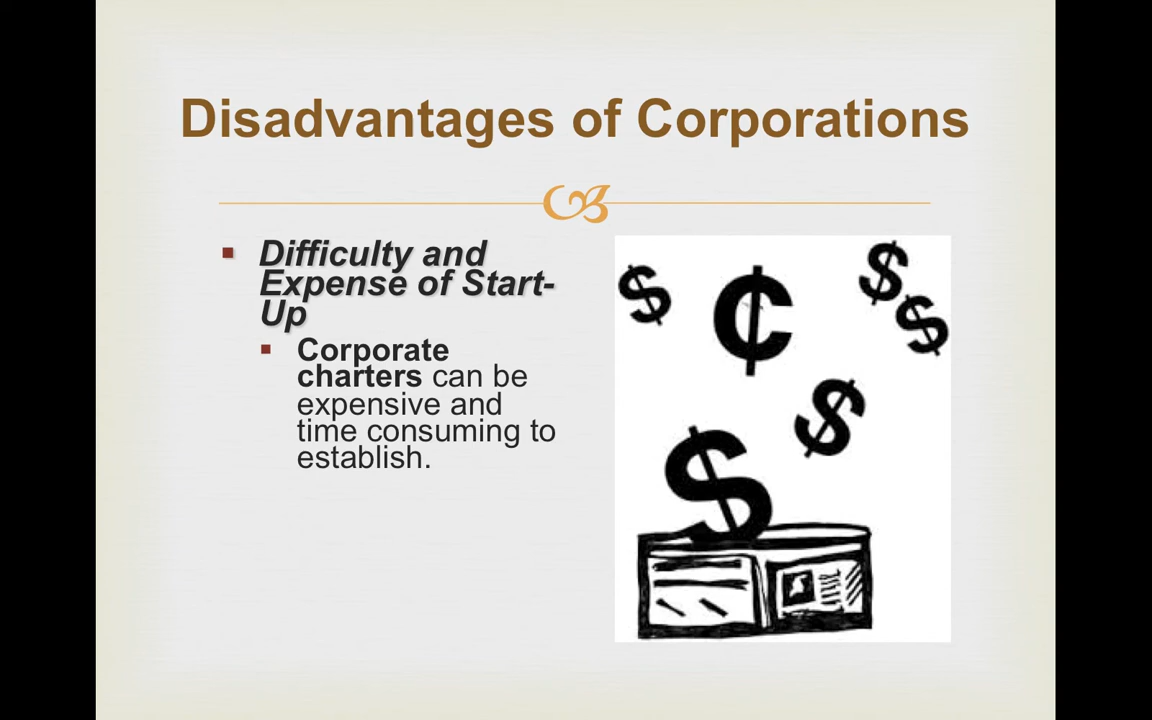 Disadvantages of Corporations
Difficulty and
Expense of Start-
Up
Corporate
charters can be
expensive and
time consuming to
establish.
$
¢
$
$
$
$